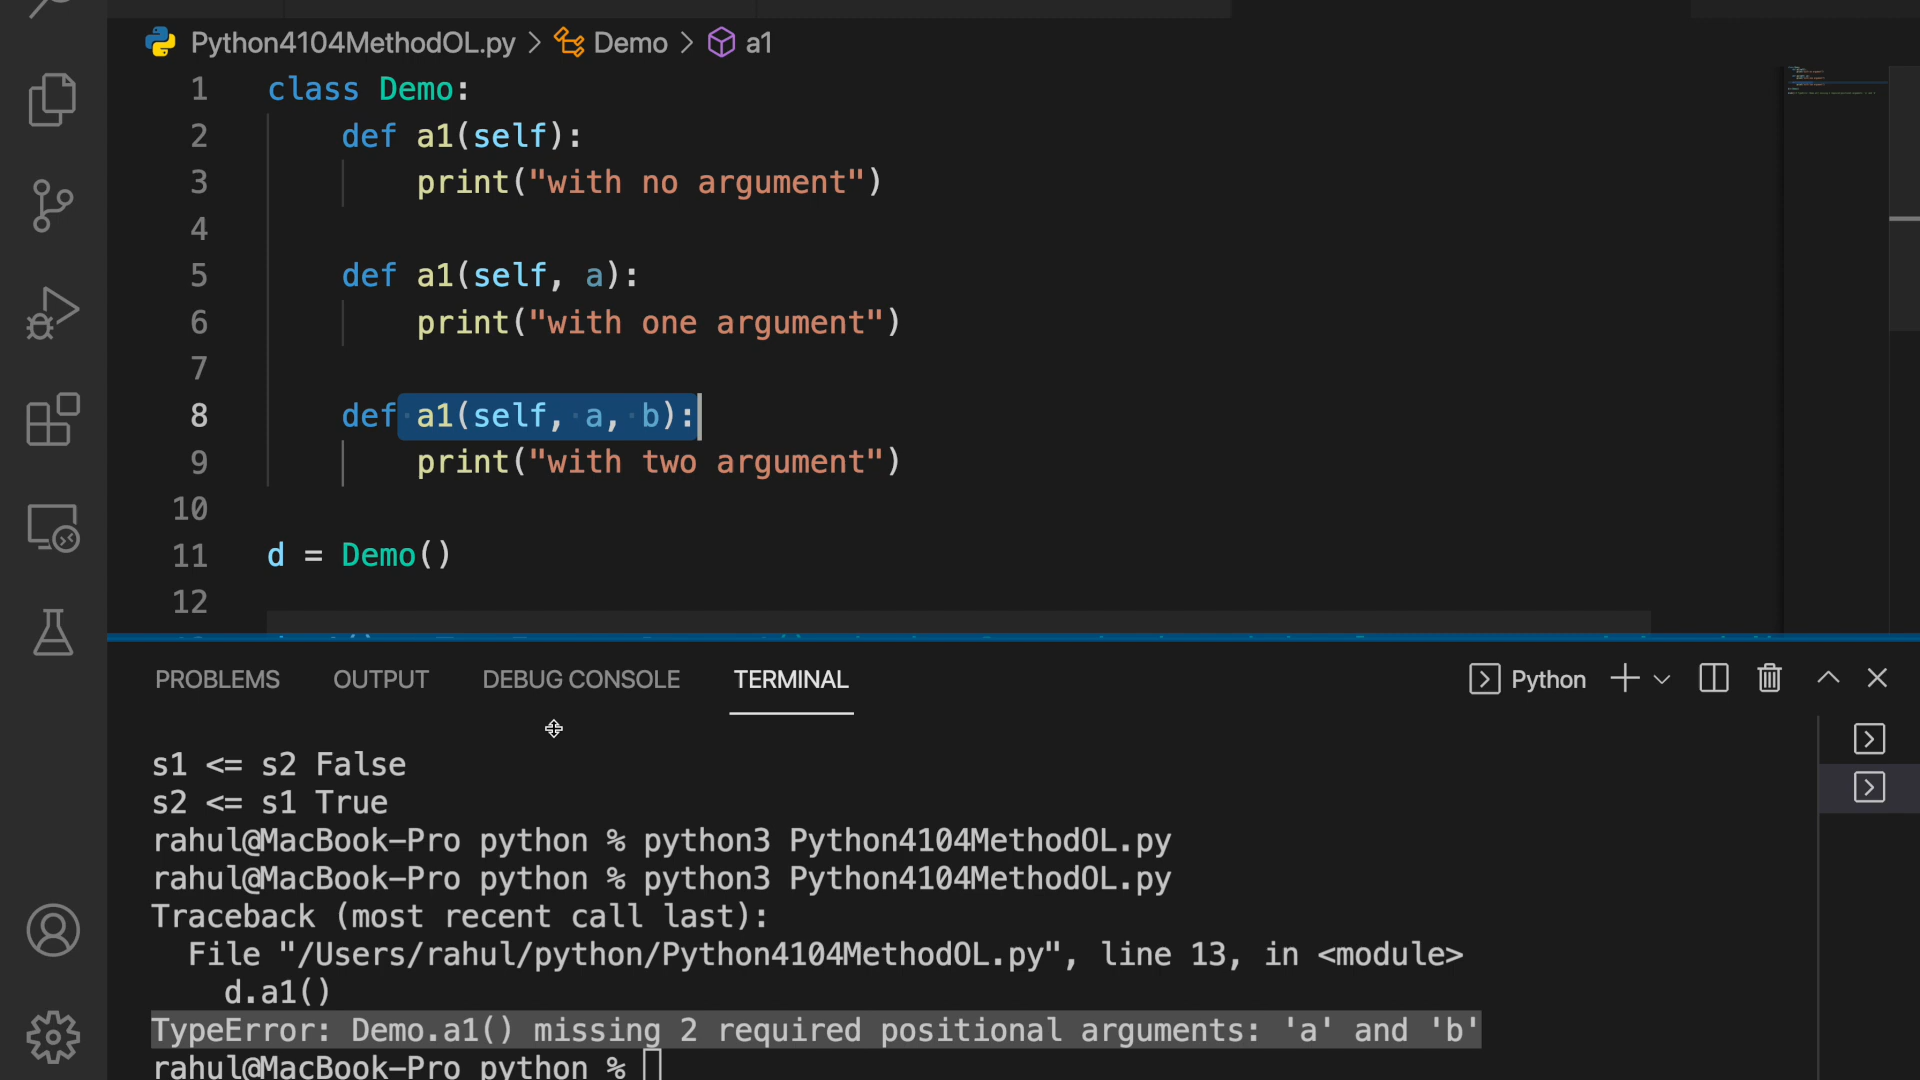 Python4104MethodOL.py > Demo > a1
1 class Demo:
2 def a1(self):
3 print("with no argument")
4
5 def a1(self, a):
6 print("with one argument")
7
8 def a1(self, a, b):
9 print("with two argument")
10
11 d = Demo()
12
PROBLEMS OUTPUT DEBUG CONSOLE TERMINAL Python
s1 <= s2 False
s2 <= s1 True
rahul@MacBook-Pro python % python3 Python4104MethodOL.py
rahul@MacBook-Pro python % python3 Python4104MethodOL.py
Traceback (most recent call last):
File "/Users/rahul/python/Python4104MethodOL.py", line 13, in <module>
d.a1()
TypeError: Demo.a1() missing 2 required positional arguments: 'a' and 'b'
rahul@MacBook-Pro python %